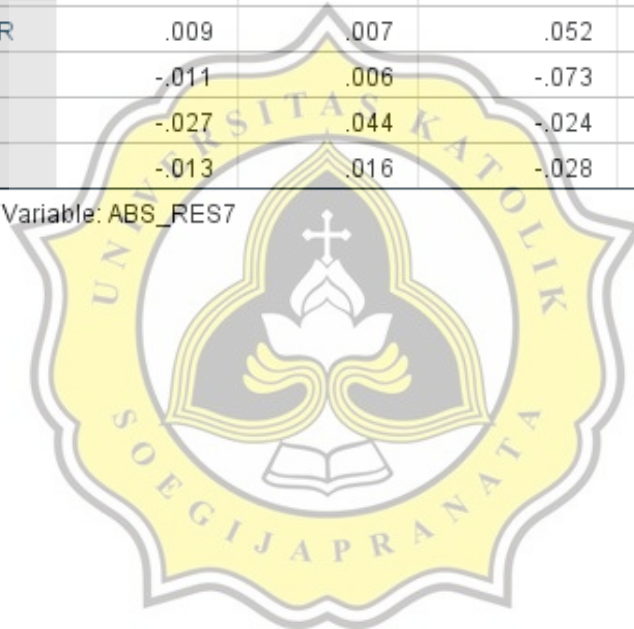 R .009 .007 .052
-.011 .006 -.073
-.027 .044 -.024
-.013 .016 -.028
Variable: ABS_RES7
UNIVERSITAS KATOLIK
SOEGIJAPRANATA